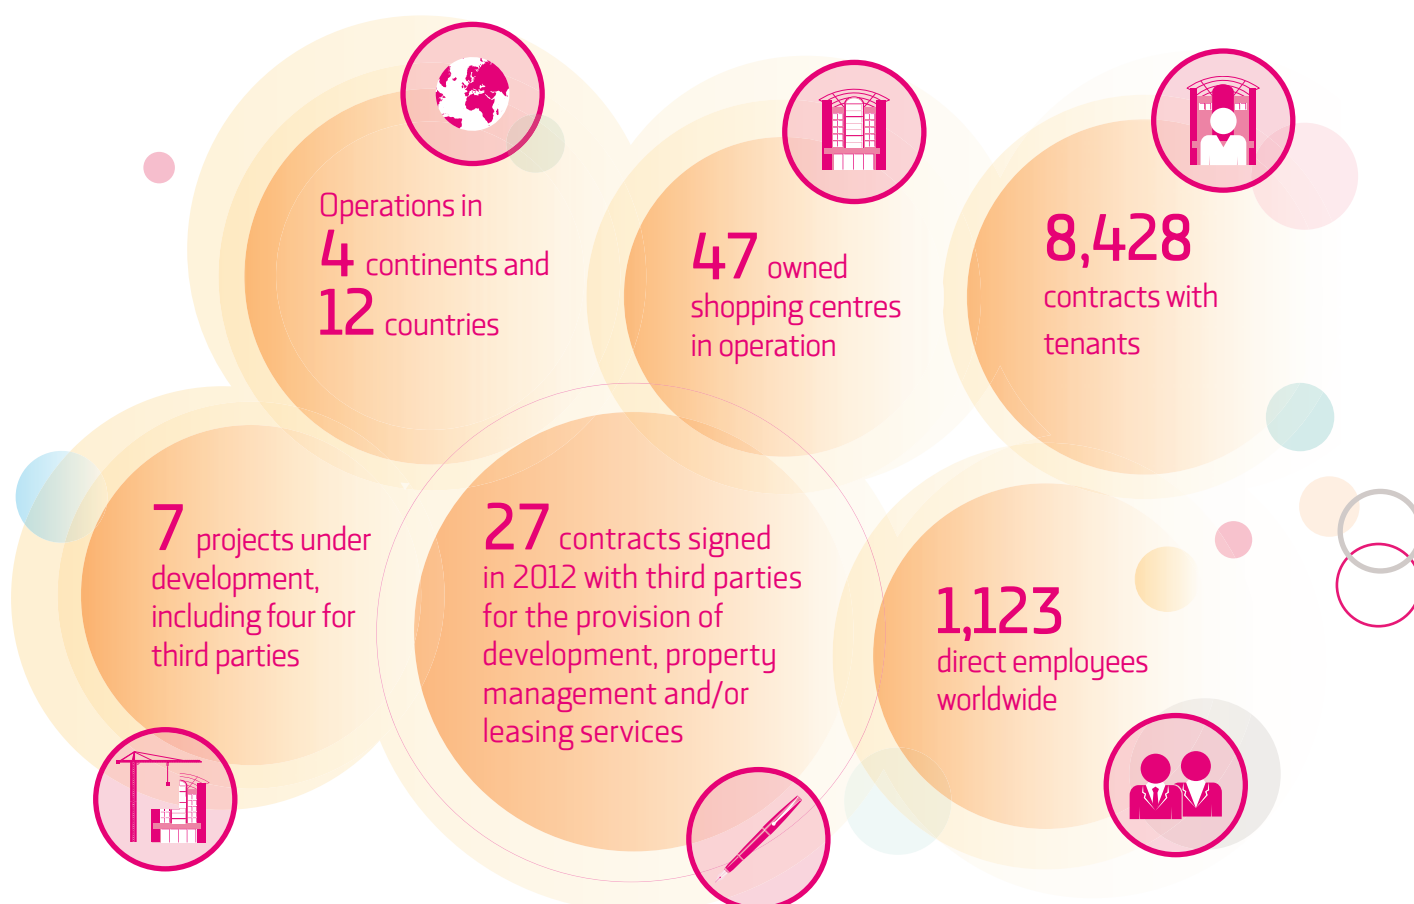 Operations in
4 continents and
12 countries
47 owned
shopping centres
in operation
8,428
contracts with
tenants
7 projects under
development,
including four for
third parties
27 contracts signed
in 2012 with third parties
for the provision of
development, property
management and/or
leasing services
1,123
direct employees
worldwide